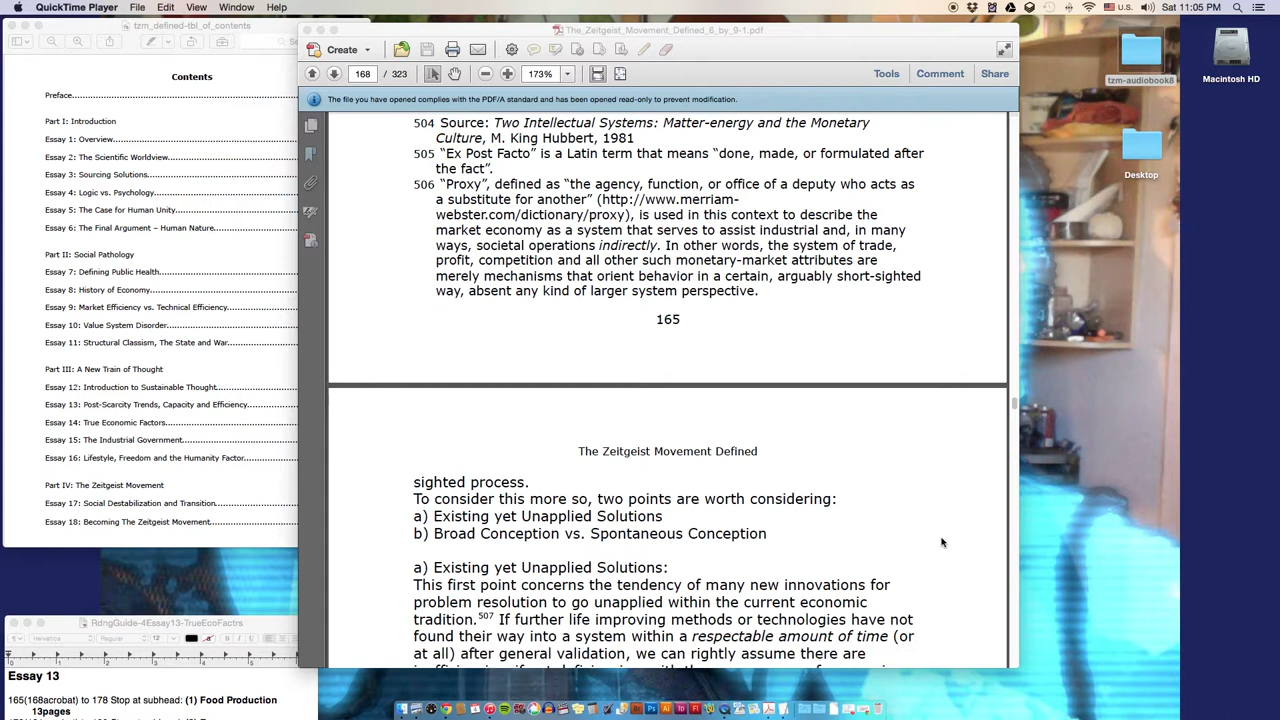 QuickTime Player File Edit View Window Help
U.S. Sat 11:05 PM
tzm_defined-tbl_of_contents
Contents
Preface
Part I: Introduction
Essay 1: Overview
Essay 2: The Scientific Worldview
Essay 3: Sourcing Solutions
Essay 4: Logic vs. Psychology
Essay 5: The Case for Human Unity
Essay 6: The Final Argument – Human Nature
Part II: Social Pathology
Essay 7: Defining Public Health
Essay 8: History of Economy
Essay 9: Market Efficiency vs. Technical Efficiency
Essay 10: Value System Disorder
Essay 11: Structural Classism, The State and War
Part III: A New Train of Thought
Essay 12: Introduction to Sustainable Thought
Essay 13: Post-Scarcity Trends, Capacity and Efficiency
Essay 14: True Economic Factors
Essay 15: The Industrial Government
Essay 16: Lifestyle, Freedom and the Humanity Factor
Part IV: The Zeitgeist Movement
Essay 17: Social Destabilization and Transition
Essay 18: Becoming The Zeitgeist Movement
The_Zeitgeist_Movement_Defined_6_by_9-1.pdf
Create
168 / 323 173% Tools Comment Share
The file you have opened complies with the PDF/A standard and has been opened read-only to prevent modification.
504 Source: Two Intellectual Systems: Matter-energy and the Monetary
Culture, M. King Hubbert, 1981
505 “Ex Post Facto” is a Latin term that means “done, made, or formulated after
the fact”.
506 “Proxy”, defined as “the agency, function, or office of a deputy who acts as
a substitute for another” (http://www.merriam-
webster.com/dictionary/proxy), is used in this context to describe the
market economy as a system that serves to assist industrial and, in many
ways, societal operations indirectly. In other words, the system of trade,
profit, competition and all other such monetary-market attributes are
merely mechanisms that orient behavior in a certain, arguably short-sighted
way, absent any kind of larger system perspective.
165
The Zeitgeist Movement Defined
sighted process.
To consider this more so, two points are worth considering:
a) Existing yet Unapplied Solutions
b) Broad Conception vs. Spontaneous Conception
a) Existing yet Unapplied Solutions:
This first point concerns the tendency of many new innovations for
problem resolution to go unapplied within the current economic
tradition.507 If further life improving methods or technologies have not
found their way into a system within a respectable amount of time (or
at all) after general validation, we can rightly assume there are
tzm-audiobook8
Macintosh HD
Desktop
RdngGuide-4Essay13-TrueEcoFactrs
Helvetica Regular 12
0 1 2 3 4 5
Essay 13
165(168acrobat) to 178 Stop at subhead: (1) Food Production
13pages